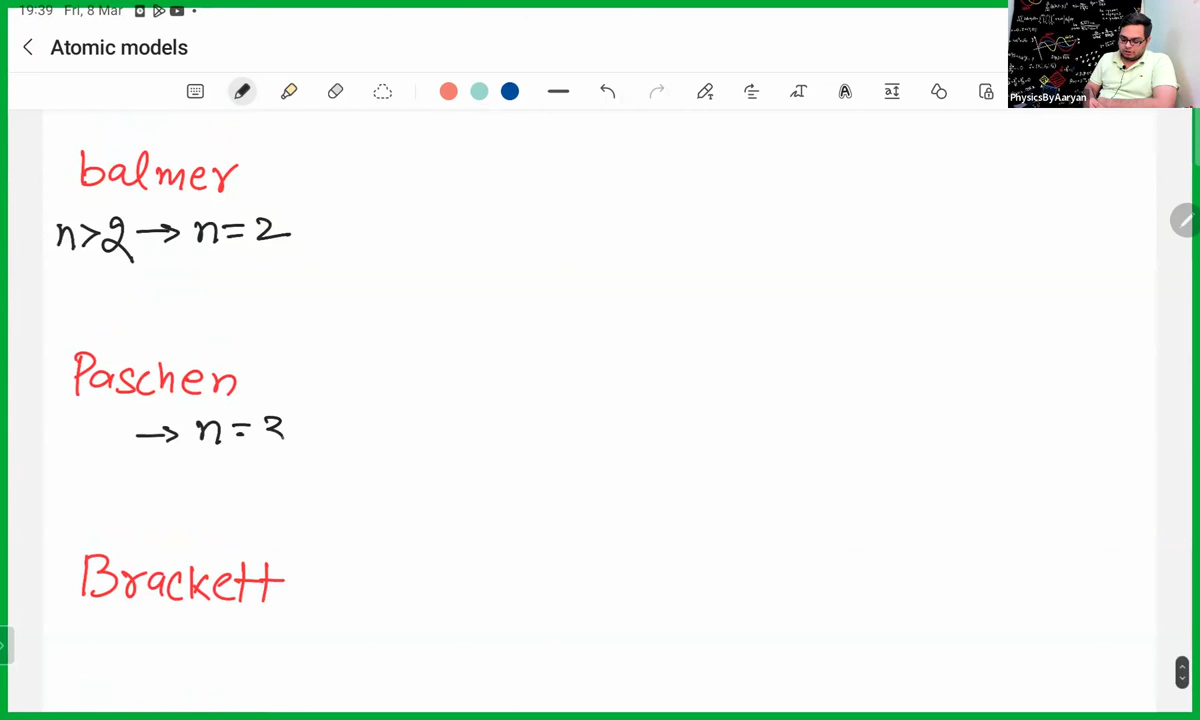 19:39 Fri, 8 Mar
Atomic models
PhysicsByAaryan
balmer
n>2 → n=2
Paschen
→ n=3
Brackett